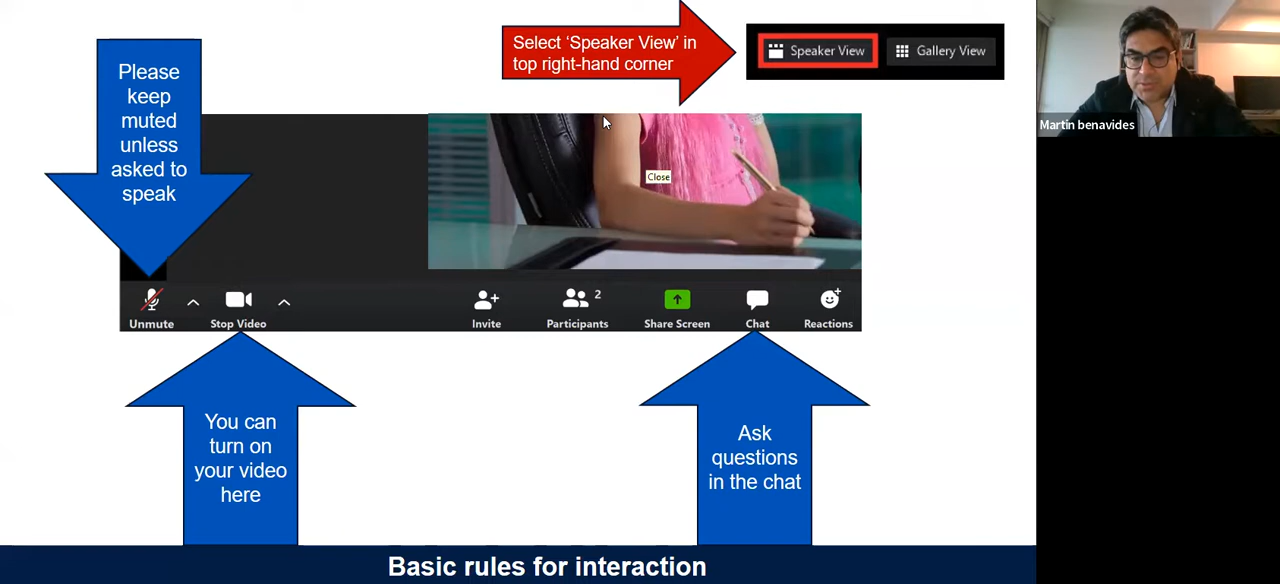 Select ‘Speaker View’ in
top right-hand corner
Speaker View
Gallery View
Martin benavides
Please
keep
muted
unless
asked to
speak
Close
2
Unmute
Stop Video
Invite
Participants
Share Screen
Chat
Reactions
You can
turn on
your video
here
Ask
questions
in the chat
Basic rules for interaction